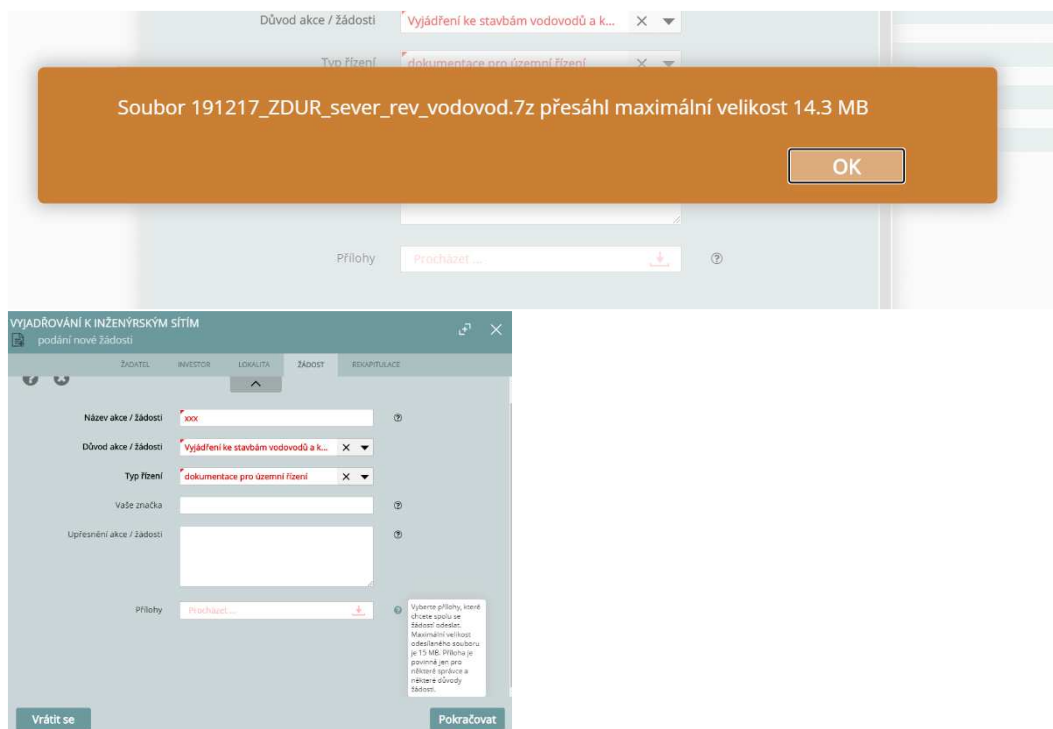 Důvod akce / žádosti
Vyjádření ke stavbám vodovodů a k...
Typ řízení
dokumentace pro územní řízení
Soubor 191217_ZDUR_sever_rev_vodovod.7z přesáhl maximální velikost 14.3 MB
OK
Přílohy
Procházet ...
VYJADŘOVÁNÍ K INŽENÝRSKÝM SÍTÍM
podání nové žádosti
ŽADATEL
INVESTOR
LOKALITA
ŽÁDOST
REKAPITULACE
Název akce / žádosti
xxx
Důvod akce / žádosti
Vyjádření ke stavbám vodovodů a k...
Typ řízení
dokumentace pro územní řízení
Vaše značka
Upřesnění akce / žádosti
Přílohy
Procházet ...
Vyberte přílohy, které
chcete spolu se
žádostí odeslat.
Maximální velikost
odesílaného souboru
je 15 MB. Příloha je
povinná jen pro
některé správce a
některé důvody
žádosti.
Vrátit se
Pokračovat